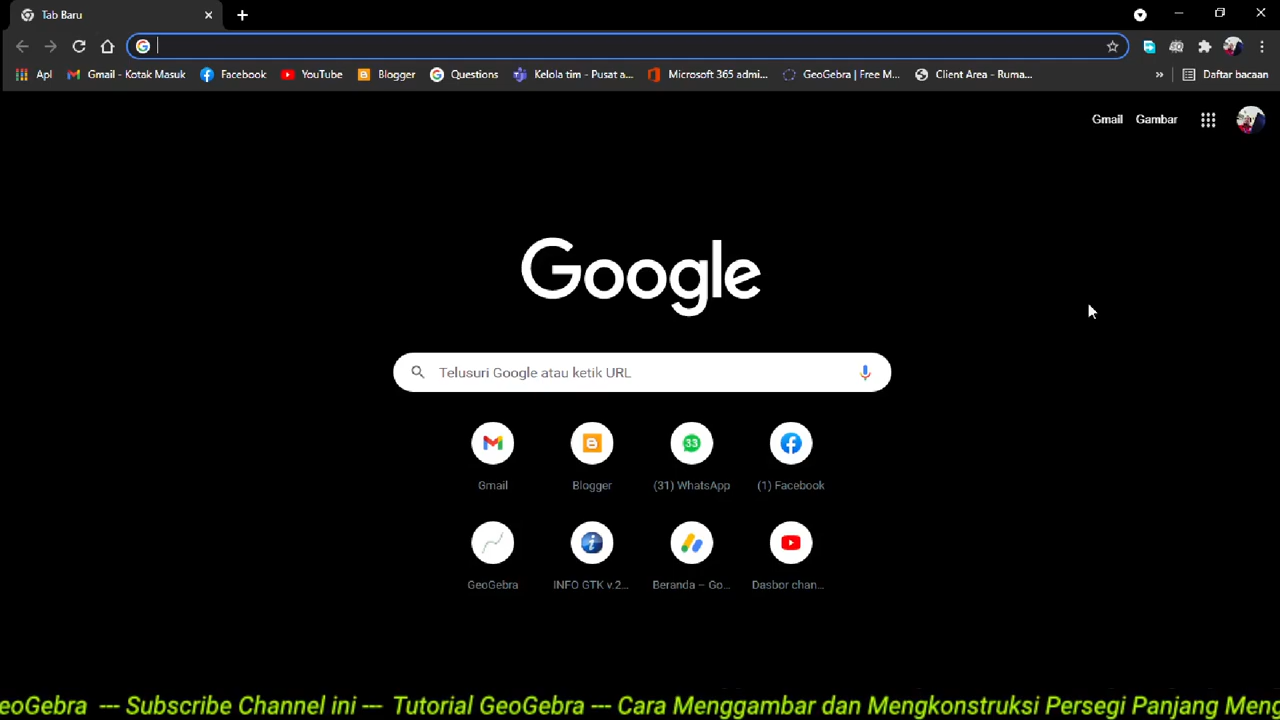 Tab Baru
Apl Gmail - Kotak Masuk Facebook YouTube Blogger Questions Kelola tim - Pusat a... Microsoft 365 admi... GeoGebra | Free M... Client Area - Ruma... » Daftar bacaan
Gmail Gambar
Google
Telusuri Google atau ketik URL
33
Gmail Blogger (31) WhatsApp (1) Facebook
GeoGebra INFO GTK v.2... Beranda – Go... Dasbor chan...
eoGebra --- Subscribe Channel ini --- Tutorial GeoGebra --- Cara Menggambar dan Mengkonstruksi Persegi Panjang Meng